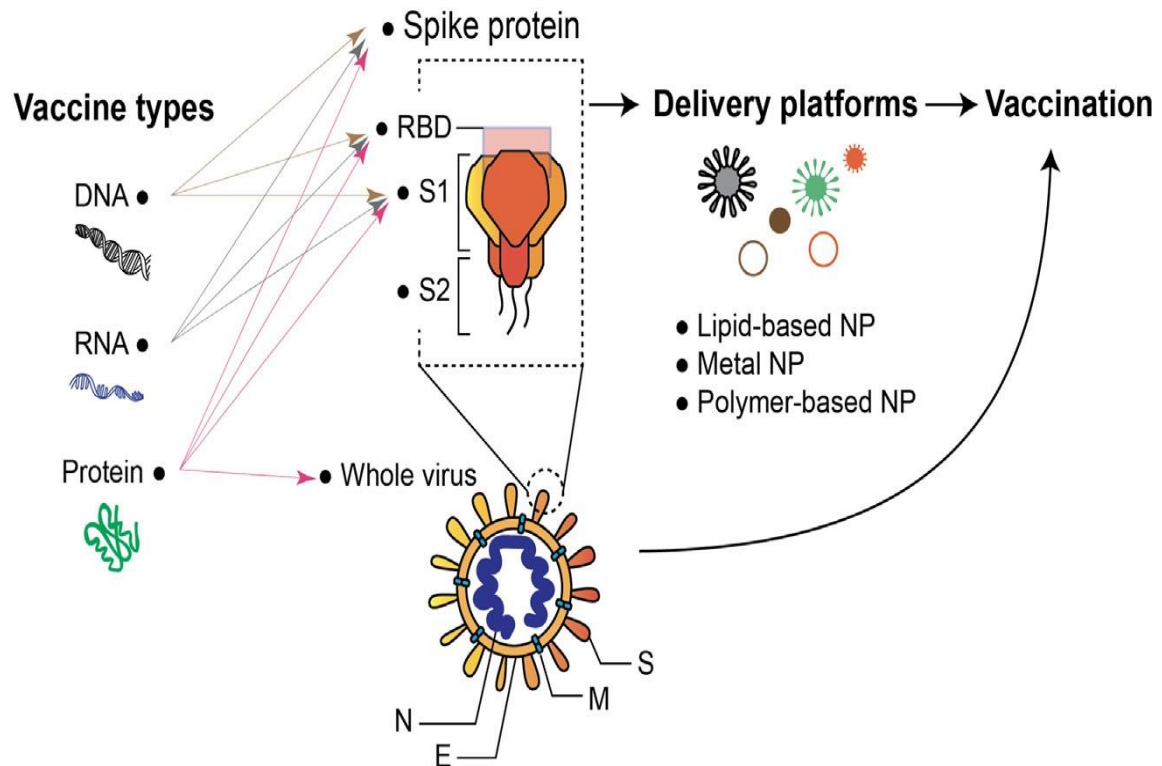 Vaccine types
DNA
RNA
Protein
Spike protein
RBD
S1
S2
Whole virus
N
E
M
S
Delivery platforms
Lipid-based NP
Metal NP
Polymer-based NP
Vaccination